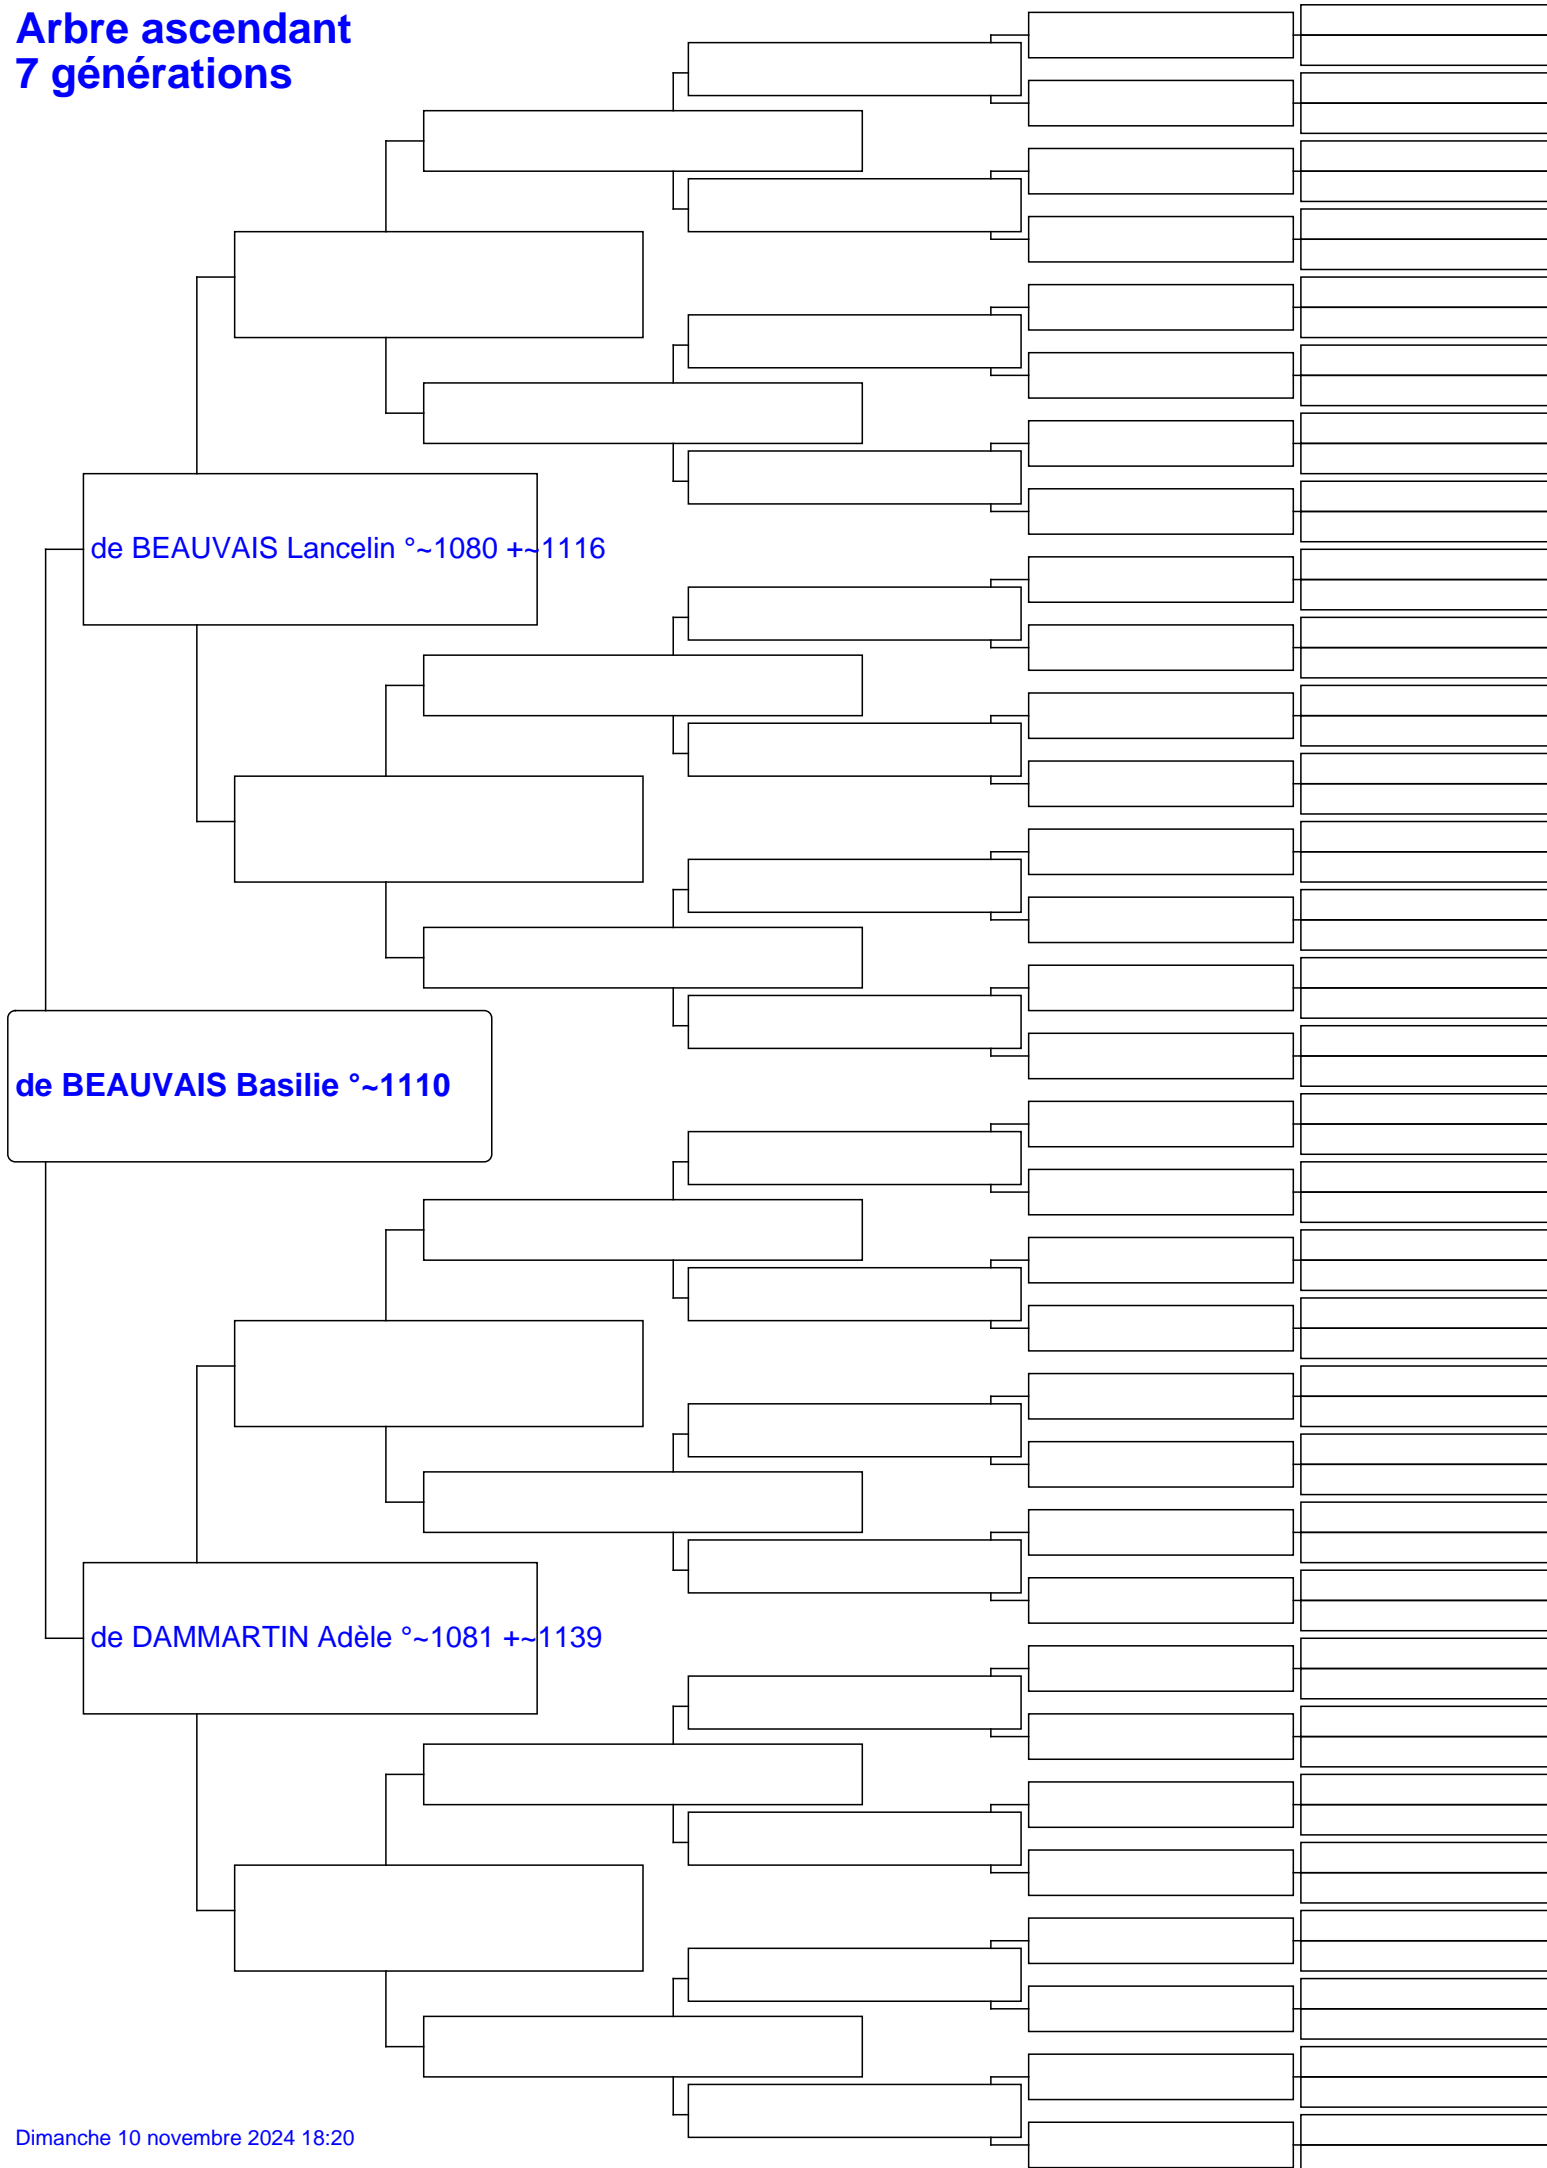 Arbre ascendant
7 générations
de BEAUVAIS Lancelin °~1080 +~1116
de BEAUVAIS Basilie °~1110
de DAMMARTIN Adèle °~1081 +~1139
Dimanche 10 novembre 2024 18:20